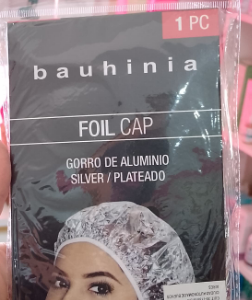 1 PC
bauhinia
FOIL CAP
GORRO DE ALUMINIO
SILVER / PLATEADO